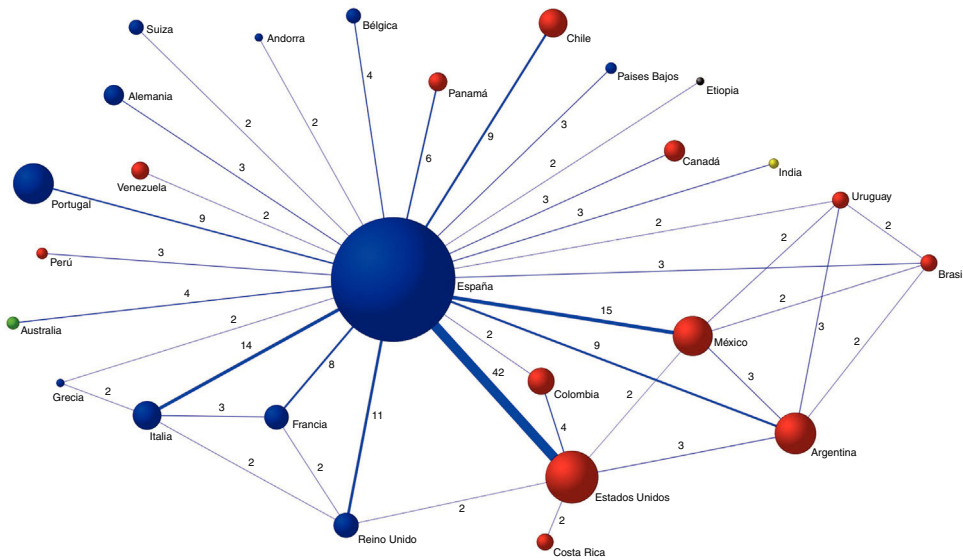 Bélgica
Suiza
Andorra
Chile
4
Paises Bajos
Panamá
Etiopia
Alemania
2
2
3
9
6
2
Canadá
3
India
Venezuela
3
3
Uruguay
Portugal
9
2
2
2
2
Perú
3
3
Brasi
España
4
Australia
2
15
2
14
9
3
2
México
8
2
42
3
Grecia
2
Colombia
2
3
11
Italia
Francia
4
3
Argentina
2
2
Estados Unidos
2
2
Reino Unido
Costa Rica